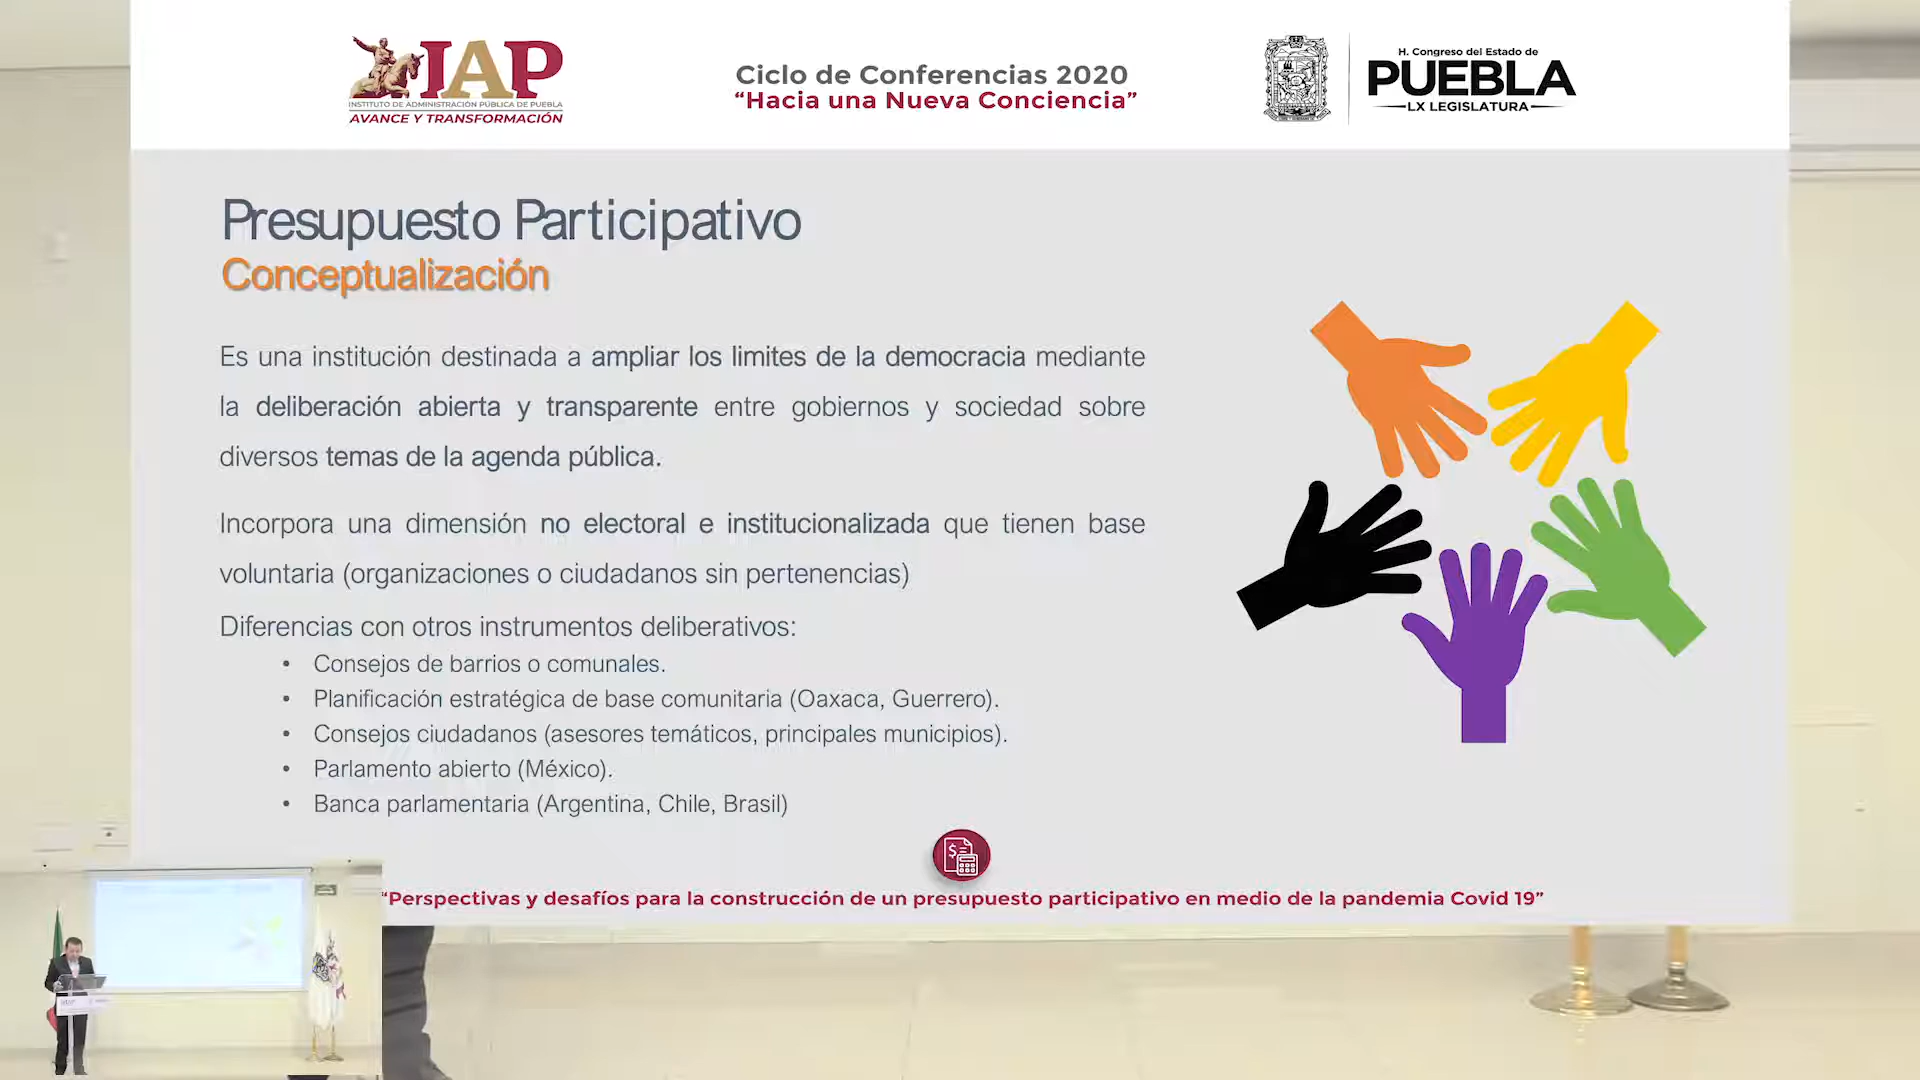 IAP
INSTITUTO DE ADMINISTRACIÓN PÚBLICA DE PUEBLA
AVANCE Y TRANSFORMACIÓN
Ciclo de Conferencias 2020
“Hacia una Nueva Conciencia”
H. Congreso del Estado de
PUEBLA
LX LEGISLATURA
Presupuesto Participativo
Conceptualización
Es una institución destinada a ampliar los limites de la democracia mediante
la deliberación abierta y transparente entre gobiernos y sociedad sobre
diversos temas de la agenda pública.
Incorpora una dimensión no electoral e institucionalizada que tienen base
voluntaria (organizaciones o ciudadanos sin pertenencias)
Diferencias con otros instrumentos deliberativos:
• Consejos de barrios o comunales.
• Planificación estratégica de base comunitaria (Oaxaca, Guerrero).
• Consejos ciudadanos (asesores temáticos, principales municipios).
• Parlamento abierto (México).
• Banca parlamentaria (Argentina, Chile, Brasil)
“Perspectivas y desafíos para la construcción de un presupuesto participativo en medio de la pandemia Covid 19”